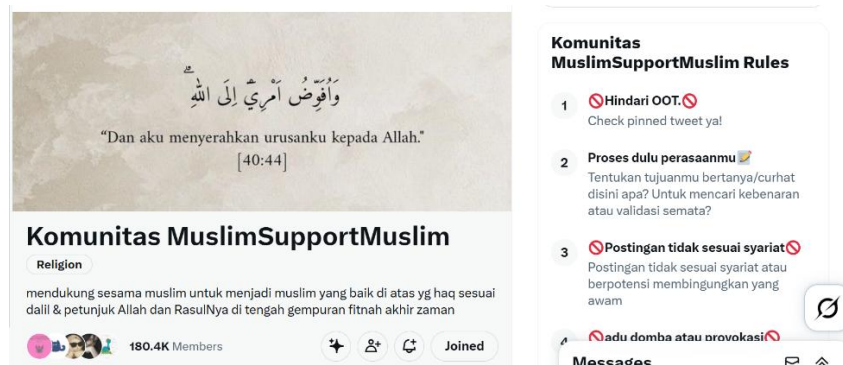 وَاُفَوِّضُ اَمْرِيْٓ اِلَى اللّٰهِ ۗ
“Dan aku menyerahkan urusanku kepada Allah.”
[40:44]
Komunitas MuslimSupportMuslim
Religion
mendukung sesama muslim untuk menjadi muslim yang baik di atas yg haq sesuai
dalil & petunjuk Allah dan RasulNya di tengah gempuran fitnah akhir zaman
180.4K Members
Joined
Komunitas
MuslimSupportMuslim Rules
1
🚫Hindari OOT.🚫
Check pinned tweet ya!
2
Proses dulu perasaanmu📝
Tentukan tujuanmu bertanya/curhat
disini apa? Untuk mencari kebenaran
atau validasi semata?
3
🚫Postingan tidak sesuai syariat🚫
Postingan tidak sesuai syariat atau
berpotensi membingungkan yang
awam
4
🚫adu domba atau provokasi🚫
Messages